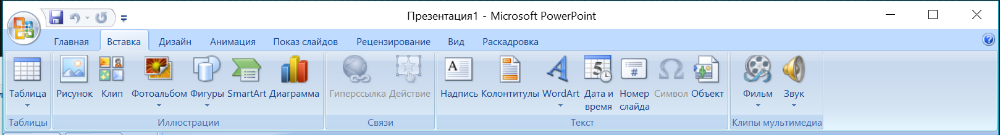 Презентация1 - Microsoft PowerPoint
Главная Вставка Дизайн Анимация Показ слайдов Рецензирование Вид Раскадровка
Таблица Рисунок Клип Фотоальбом Фигуры SmartArt Диаграмма Гиперссылка Действие Надпись Колонтитулы WordArt Дата и время Номер слайда Символ Объект Фильм Звук
Таблицы Иллюстрации Связи Текст Клипы мультимедиа